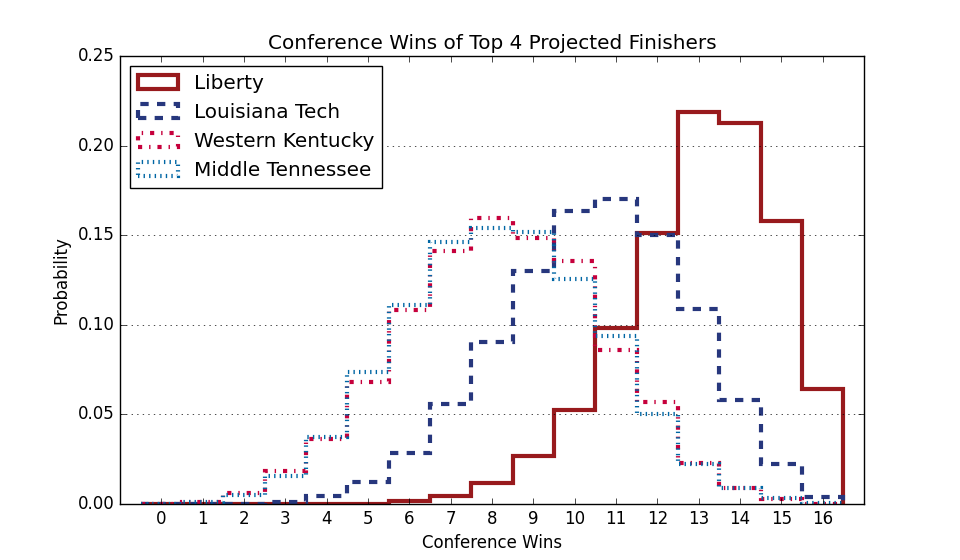 Conference Wins of Top 4 Projected Finishers
0.25
0.20
0.15
0.10
0.05
0.00
Probability
Liberty
Louisiana Tech
Western Kentucky
Middle Tennessee
0 1 2 3 4 5 6 7 8 9 10 11 12 13 14 15 16
Conference Wins